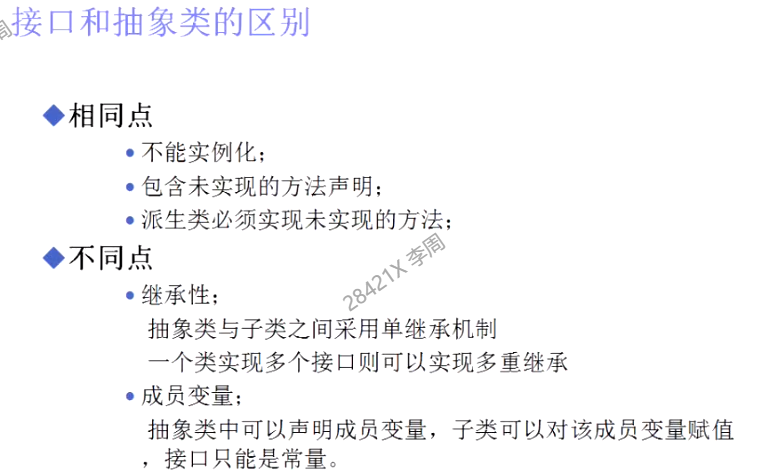 接口和抽象类的区别
相同点
不能实例化；
包含未实现的方法声明；
派生类必须实现未实现的方法；
不同点
28421X 李周
继承性；
抽象类与子类之间采用单继承机制
一个类实现多个接口则可以实现多重继承
成员变量；
抽象类中可以声明成员变量，子类可以对该成员变量赋值
，接口只能是常量。